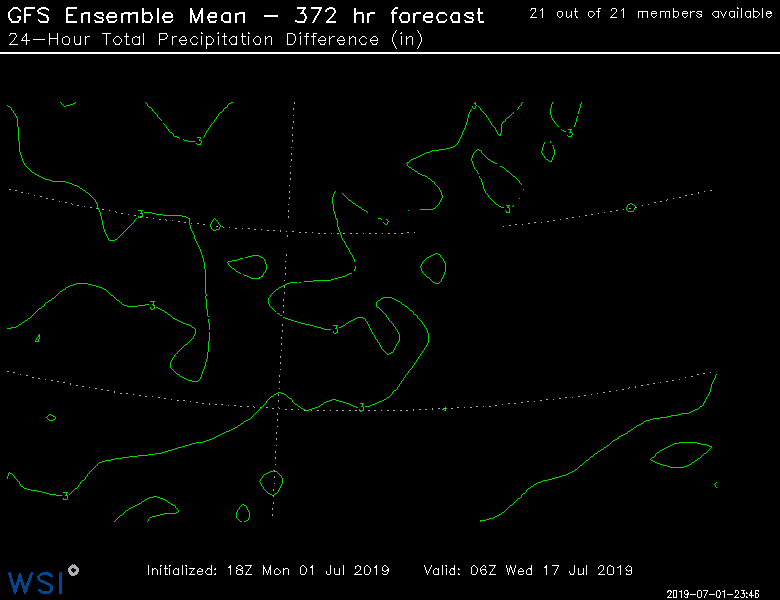 GFS Ensemble Mean - 372 hr forecast
21 out of 21 members available
24-Hour Total Precipitation Difference (in)
3
3
3
3
3
3
3
3
3
Initialized: 18Z Mon 01 Jul 2019
Valid: 06Z Wed 17 Jul 2019
WSI
2019-07-01-23:46